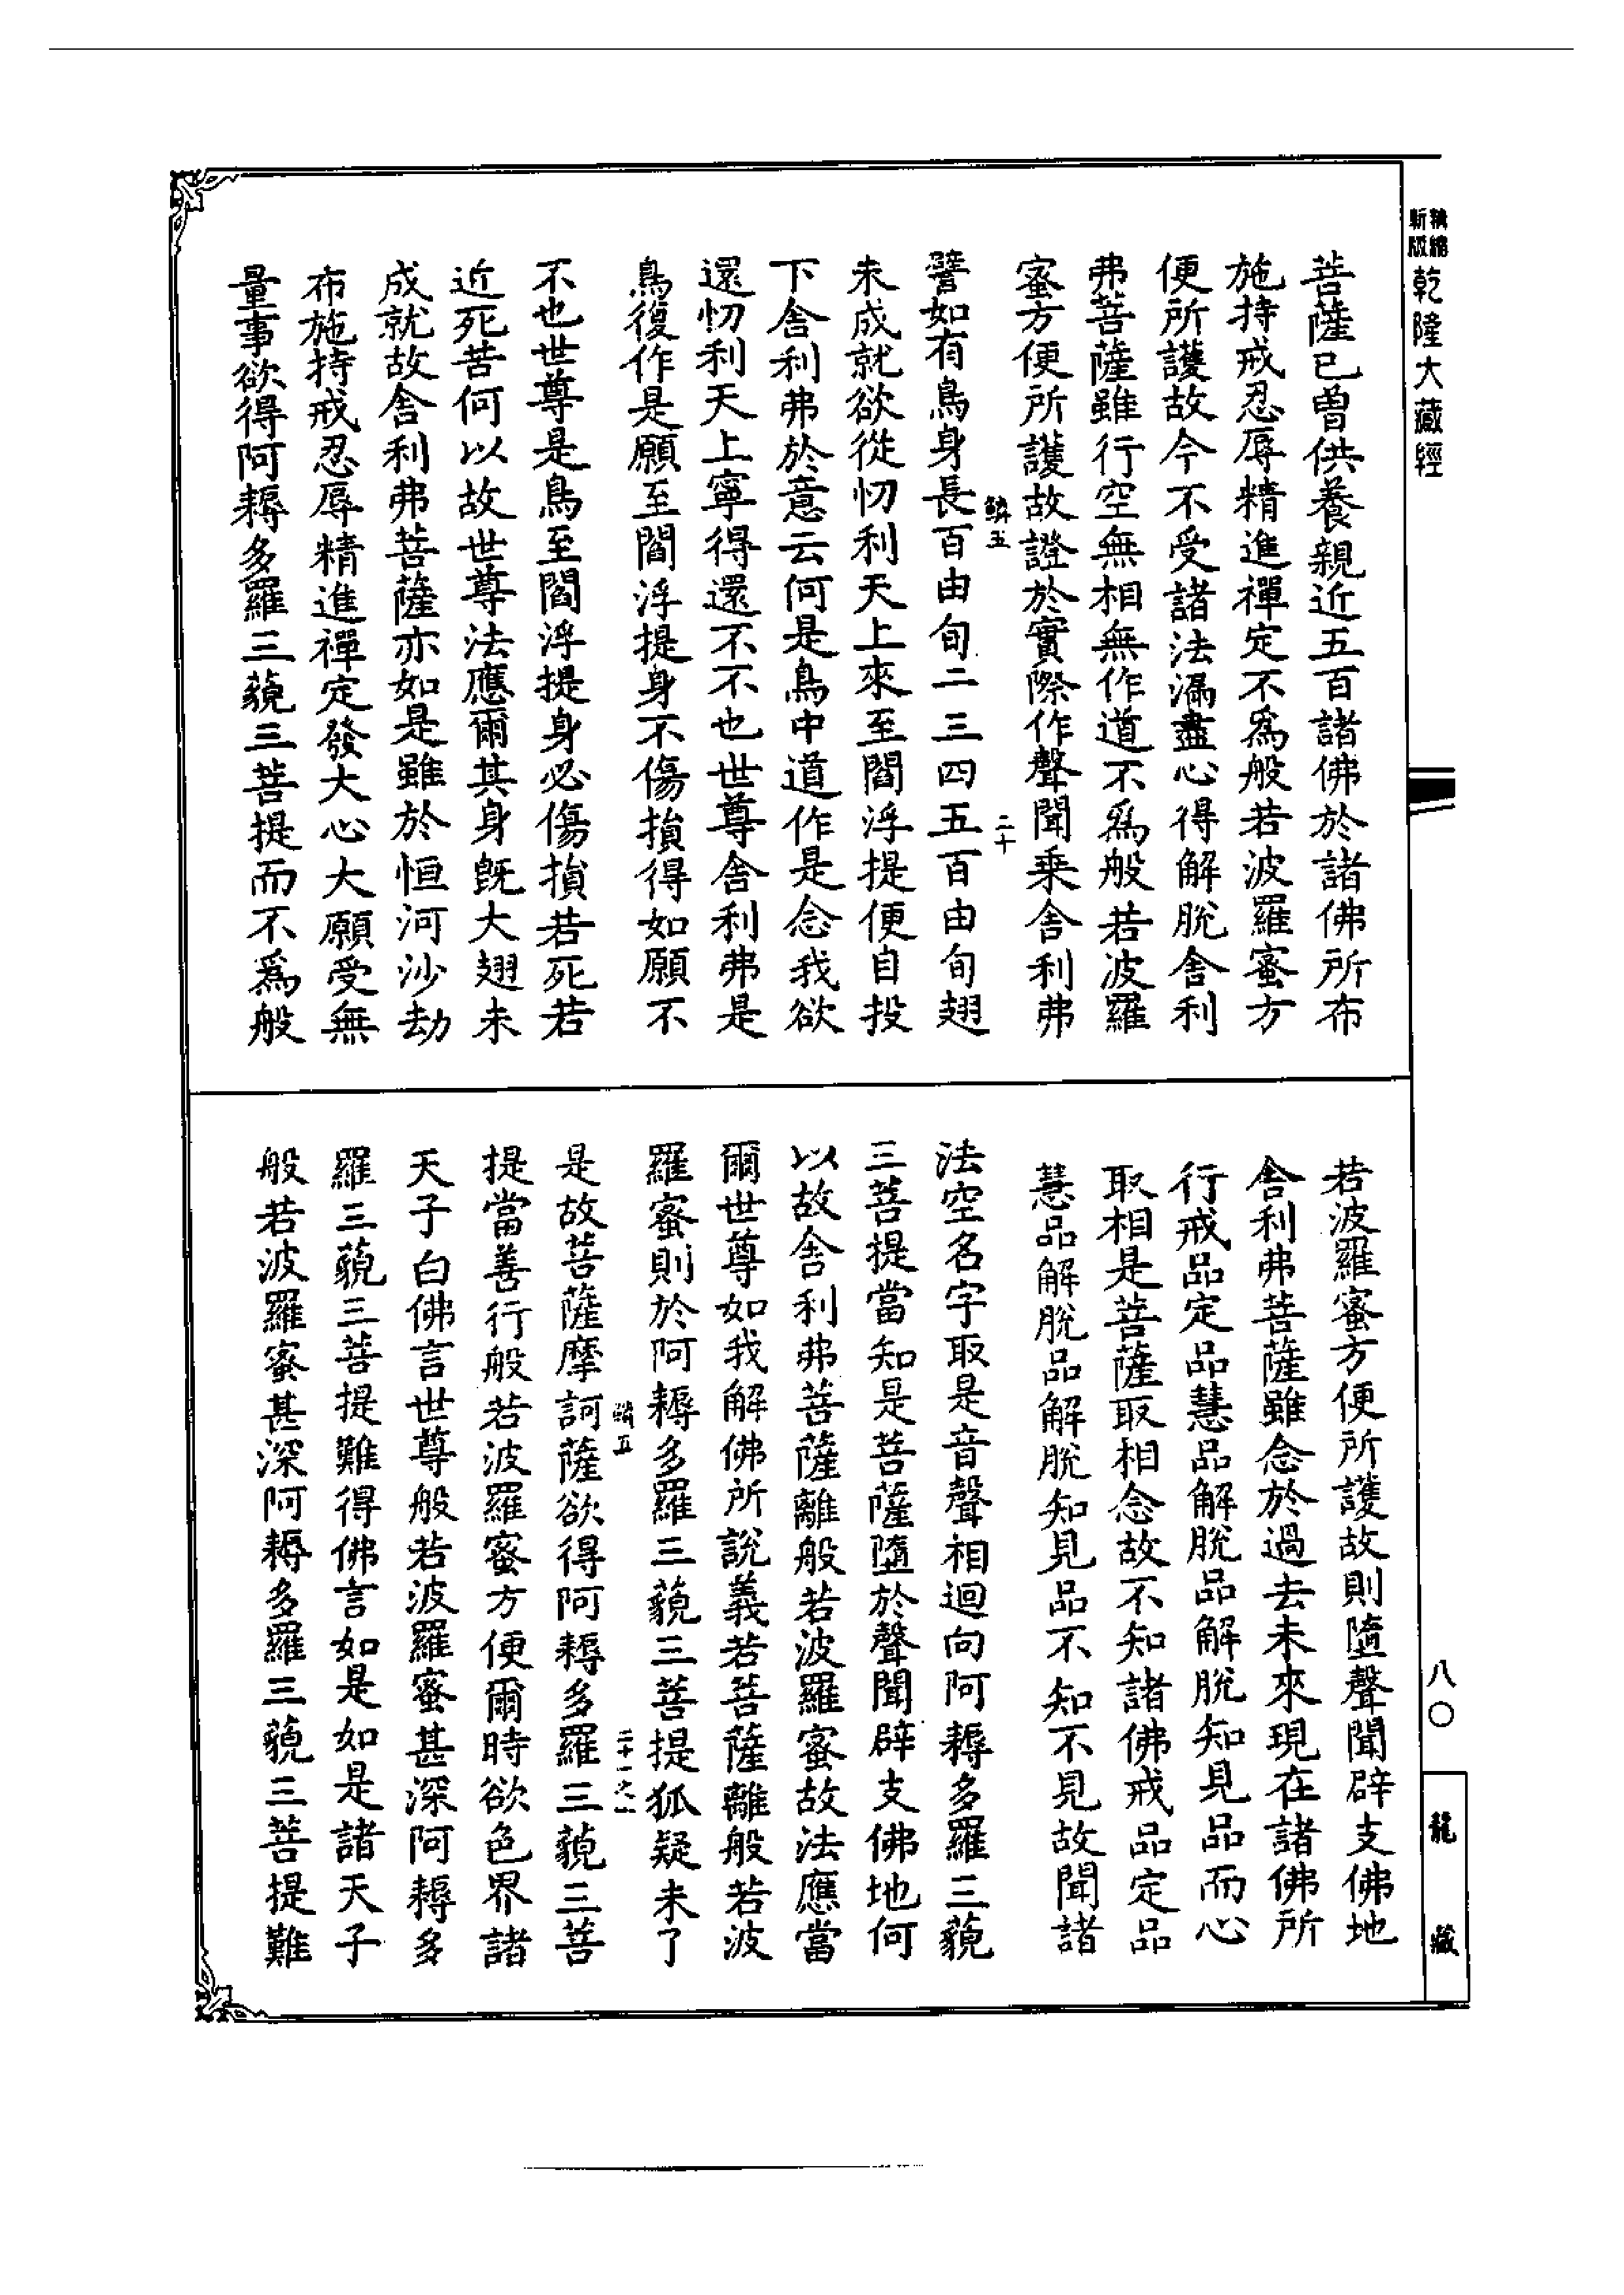 新版精縮乾隆大藏經
菩薩已曾供養親近五百諸佛於諸佛所布
施持戒忍辱精進禪定不爲般若波羅蜜方
便所護故今不受諸法漏盡心得解脫舍利
弗菩薩雖行空無相無作道不爲般若波羅
蜜方便所護故證於實際作聲聞乗舍利弗
鱗五 二十
譬如有鳥身長百由旬二三四五百由旬翅
未成就欲從忉利天上來至閻浮提便自投
下舍利弗於意云何是鳥中道作是念我欲
還忉利天上寧得還不不也世尊舍利弗是
鳥復作是願至閻浮提身不傷損得如願不
不也世尊是鳥至閻浮提身必傷損若死若
近死苦何以故世尊法應爾其身旣大翅未
成就故舍利弗菩薩亦如是雖於恒河沙劫
布施持戒忍辱精進禪定發大心大願受無
量事欲得阿耨多羅三藐三菩提而不爲般
若波羅蜜方便所護故則墮聲聞辟支佛地
舍利弗菩薩雖念於過去未來現在諸佛所
行戒品定品慧品解脫品解脫知見品而心
取相是菩薩取相念故不知諸佛戒品定品
慧品解脫品解脫知見品不知不見故聞諸
法空名字取是音聲相迴向阿耨多羅三藐
三菩提當知是菩薩墮於聲聞辟支佛地何
以故舍利弗菩薩離般若波羅蜜故法應當
爾世尊如我解佛所說義若菩薩離般若波
羅蜜則於阿耨多羅三藐三菩提狐疑未了
鱗五 二十一之
是故菩薩摩訶薩欲得阿耨多羅三藐三菩
提當善行般若波羅蜜方便爾時欲色界諸
天子白佛言世尊般若波羅蜜甚深阿耨多
羅三藐三菩提難得佛言如是如是諸天子
般若波羅蜜甚深阿耨多羅三藐三菩提難
八〇
龍藏